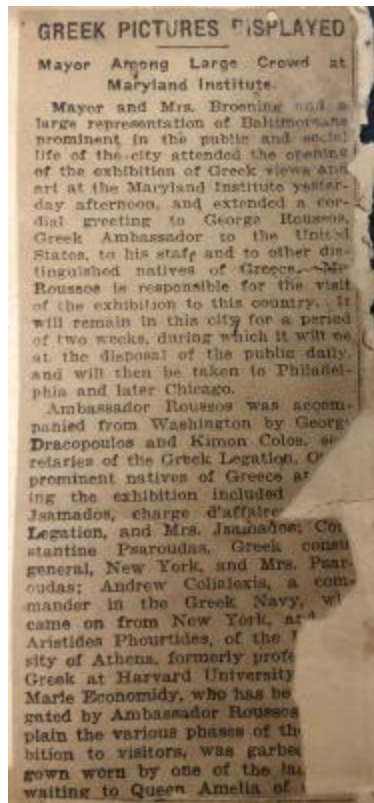 GREEK PICTURES DISPLAYED
Mayor Among Large Crowd at
Maryland Institute.
Mayor and Mrs. Broening and a
large representation of Baltimoreans
prominent in the public and social
life of the city attended the opening
of the exhibition of Greek views and
art at the Maryland Institute yester-
day afternoon, and extended a cor-
dial greeting to George Roussos,
Greek Ambassador to the United
States, to his staff and to other dis-
tinguished natives of Greece. Mr.
Roussos is responsible for the visit
of the exhibition to this country. It
will remain in this city for a period
of two weeks, during which it will be
at the disposal of the public daily,
and will then be taken to Philadel-
phia and later Chicago.
Ambassador Roussos was accom-
panied from Washington by George
Dracopoulos and Kimon Colos,
retaries of the Greek Legation.
prominent natives of Greece at
ing the exhibition included
Jsamados, charge d'affaire
Legation, and Mrs. Jsamados; Con
stantine Psaroudas, Greek consu
general, New York, and Mrs. Psar-
oudas; Andrew Colialexis, a com-
mander in the Greek Navy, wh
came on from New York, and
Aristides Phourtides, of the
sity of Athens, formerly profe
Greek at Harvard University
Marie Economidy, who has be
gated by Ambassador Roussos
plain the various phases of th
bition to visitors, was garbe
gown worn by one of the la
waiting to Queen Amelia of